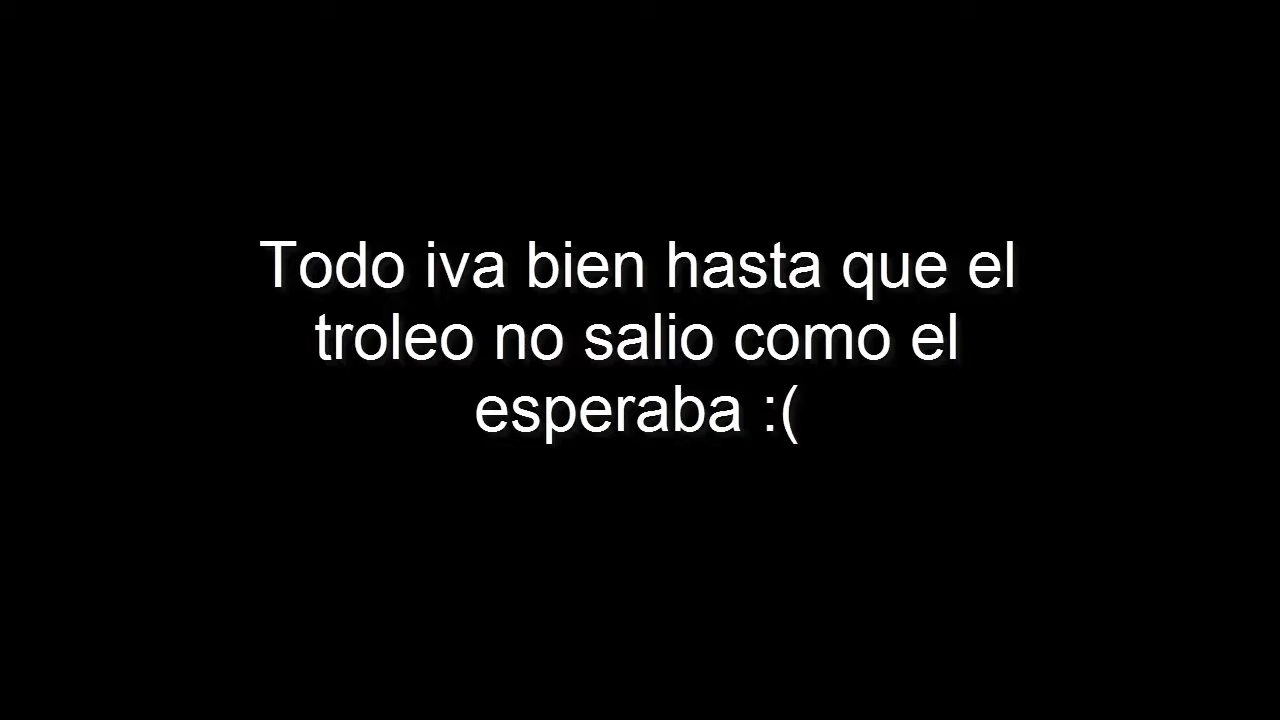 Todo iva bien hasta que el
troleo no salio como el
esperaba :(